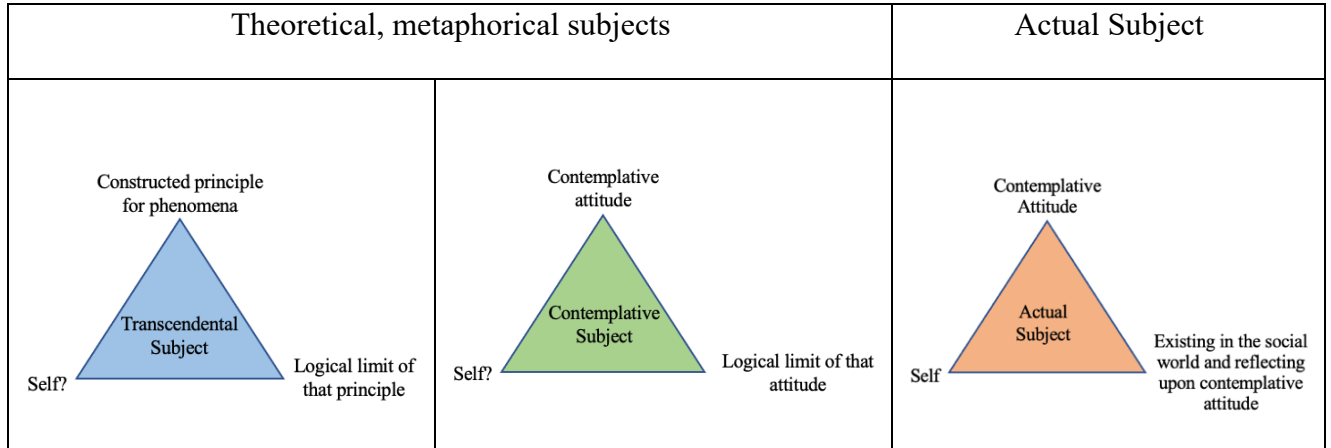 Theoretical, metaphorical subjects
Actual Subject
Constructed principle
for phenomena
Transcendental
Subject
Self?
Logical limit of
that principle
Contemplative
attitude
Contemplative
Subject
Self?
Logical limit of that
attitude
Contemplative
Attitude
Actual
Subject
Self
Existing in the social
world and reflecting
upon contemplative
attitude